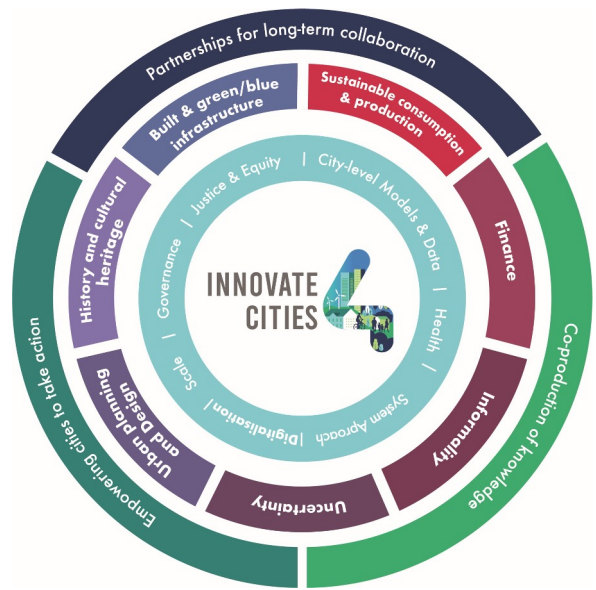 Partnerships for long-term collaboration
Co-production of knowledge
Empowering cities to take action
Built & green/blue
infrastructure
Sustainable consumption
& production
Finance
Informality
Uncertainty
Urban planning
and Design
History and cultural
heritage
Justice & Equity | City-level Models & Data | Health | System Aproach | Digitalisation | Scale | Governance |
INNOVATE
CITIES
4